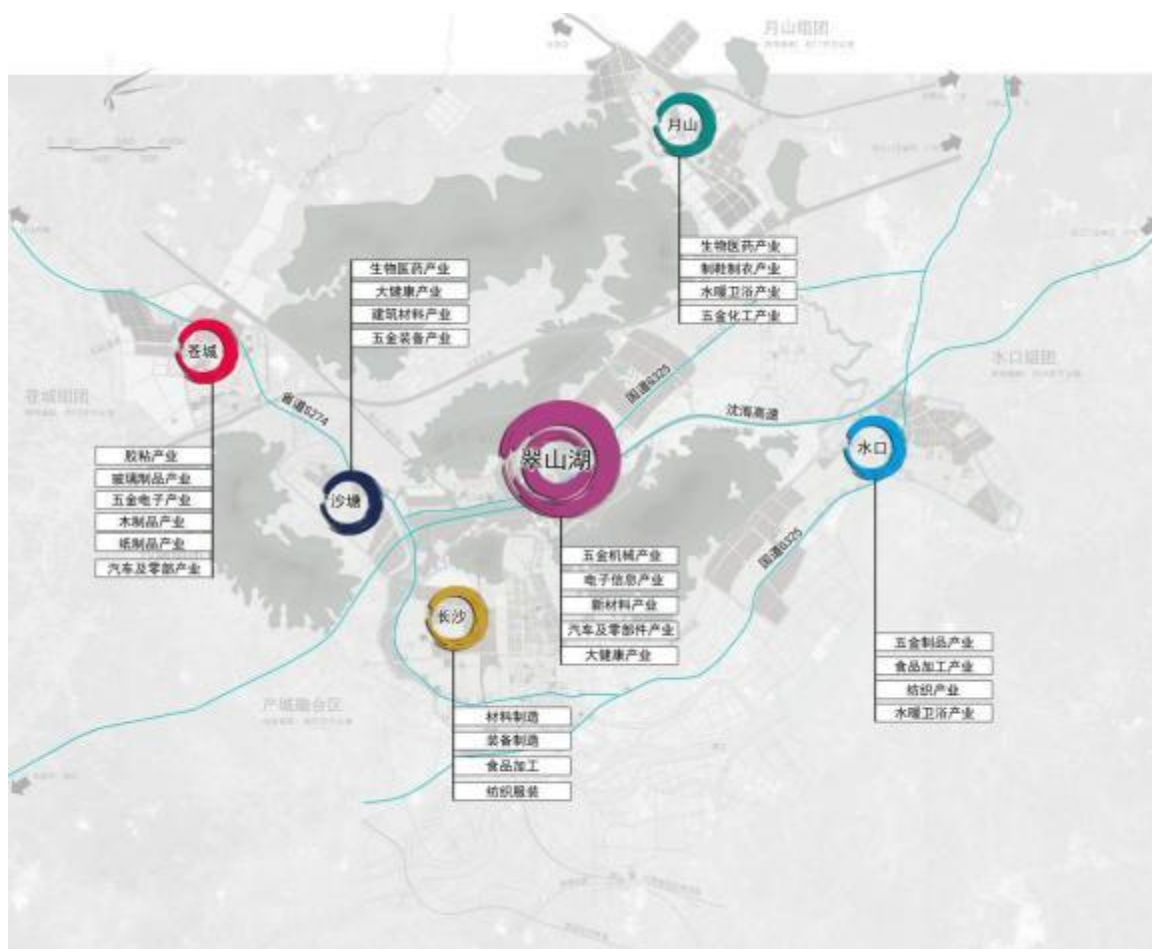 月山组团
月山
生物医药产业
制鞋制衣产业
水暖卫浴产业
五金化工产业
生物医药产业
大健康产业
建筑材料产业
五金装备产业
苍城
苍城组团
省道S274
国道G325
沈海高速
水口组团
胶粘产业
玻璃制品产业
五金电子产业
木制品产业
纸制品产业
汽车及零部产业
沙塘
翠山湖
水口
国道G325
五金机械产业
电子信息产业
新材料产业
汽车及零部件产业
大健康产业
长沙
五金制品产业
食品加工产业
纺织产业
水暖卫浴产业
产城融合区
材料制造
装备制造
食品加工
纺织服装